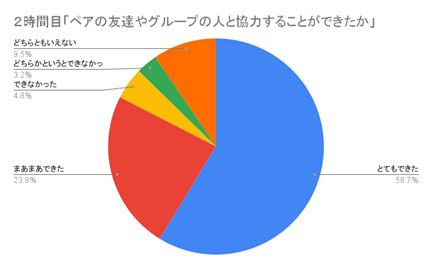 ２時間目「ペアの友達やグループの人と協力することができたか」
どちらともいえない
9.5%
どちらかというとできなかっ
3.2%
できなかった
4.8%
まあまあできた
23.8%
とてもできた
58.7%